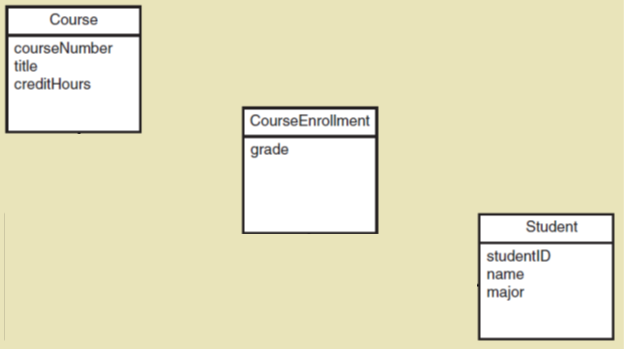 Course
courseNumber
title
creditHours
CourseEnrollment
grade
Student
studentID
name
major